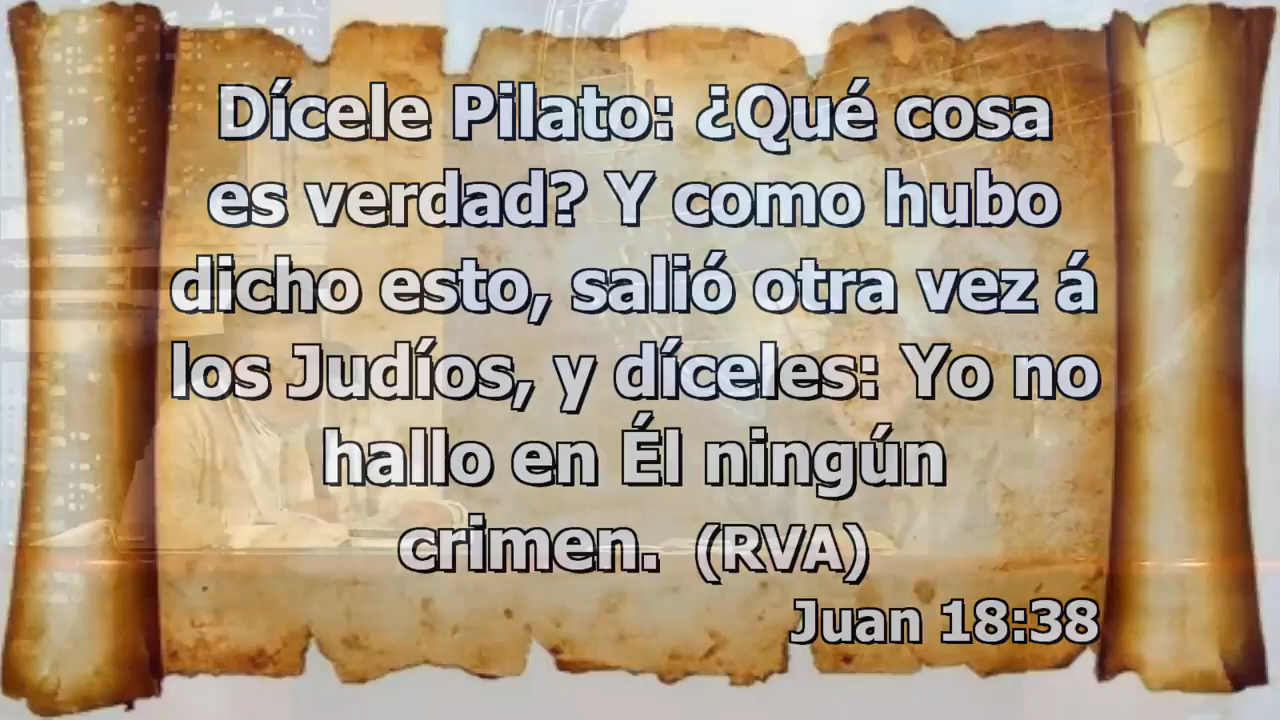 Dícele Pilato: ¿Qué cosa
es verdad? Y como hubo
dicho esto, salió otra vez á
los Judíos, y díceles: Yo no
hallo en Él ningún
crimen. (RVA)
Juan 18:38